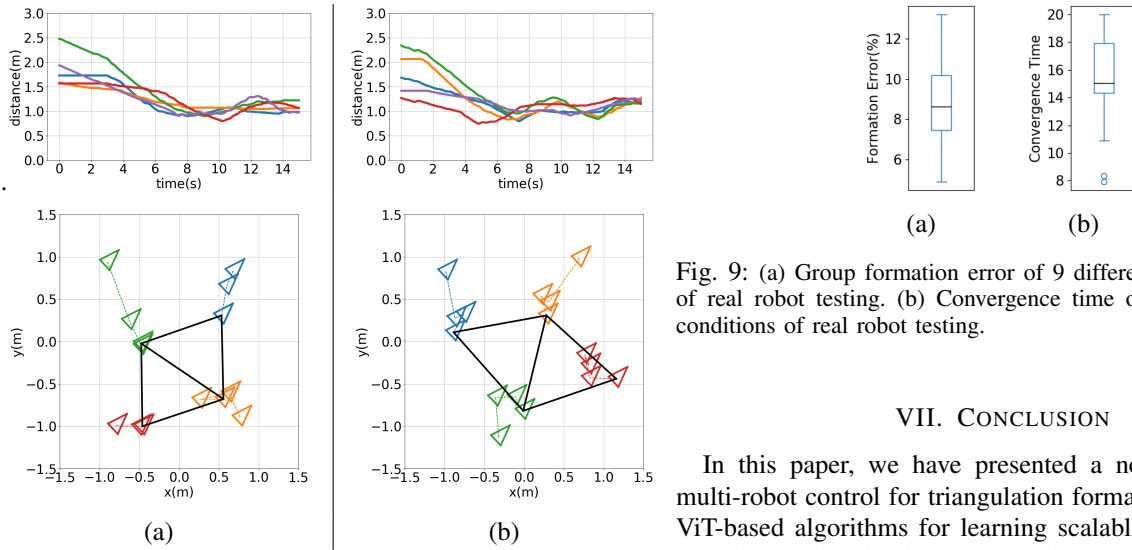 3.0
2.5
2.0
1.5
1.0
0.5
0.0
distance(m)
0 2 4 6 8 10 12 14
time(s)
.
1.5
1.0
0.5
0.0
−0.5
−1.0
−1.5
y(m)
−1.5 −1.0 −0.5 0.0 0.5 1.0 1.5
x(m)
(a)
3.0
2.5
2.0
1.5
1.0
0.5
0.0
distance(m)
0 2 4 6 8 10 12 14
time(s)
1.5
1.0
0.5
0.0
−0.5
−1.0
−1.5
y(m)
−1.5 −1.0 −0.5 0.0 0.5 1.0 1.5
x(m)
(b)
12
10
8
6
Formation Error(%)
(a)
20
18
16
14
12
10
8
Convergence Time
(b)
Fig. 9: (a) Group formation error of 9 differe
of real robot testing. (b) Convergence time o
conditions of real robot testing.
VII. CONCLUSION
In this paper, we have presented a no
multi-robot control for triangulation forma
ViT-based algorithms for learning scalabl